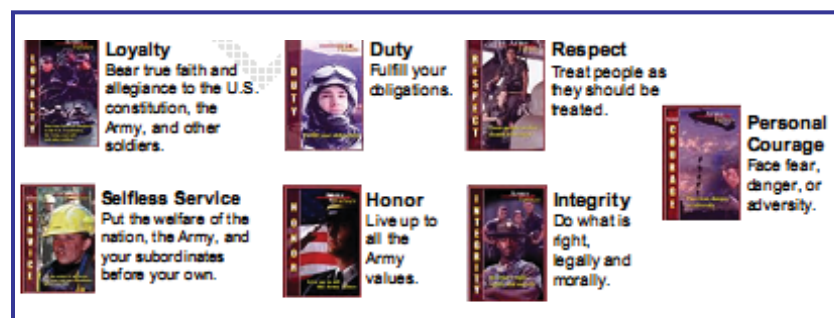 Loyalty
Bear true faith and
allegiance to the U.S.
constitution, the
Army, and other
soldiers.
LOYALTY
Duty
Fulfill your
obligations.
DUTY
Respect
Treat people as
they should be
treated.
RESPECT
Personal
Courage
Face fear,
danger, or
adversity.
COURAGE
Selfless Service
Put the welfare of the
nation, the Army, and
your subordinates
before your own.
SERVICE
Honor
Live up to
all the
Army
values.
HONOR
Integrity
Do what is
right,
legally and
morally.
INTEGRITY